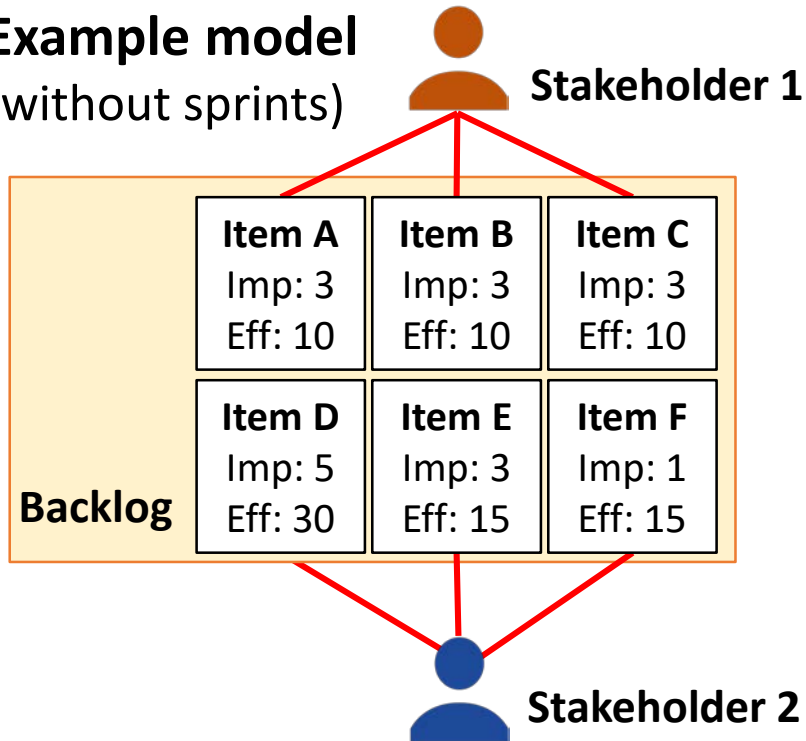 Example model
without sprints)
Stakeholder 1
Item A
Imp: 3
Eff: 10
Item B
Imp: 3
Eff: 10
Item C
Imp: 3
Eff: 10
Item D
Imp: 5
Eff: 30
Item E
Imp: 3
Eff: 15
Item F
Imp: 1
Eff: 15
Backlog
Stakeholder 2